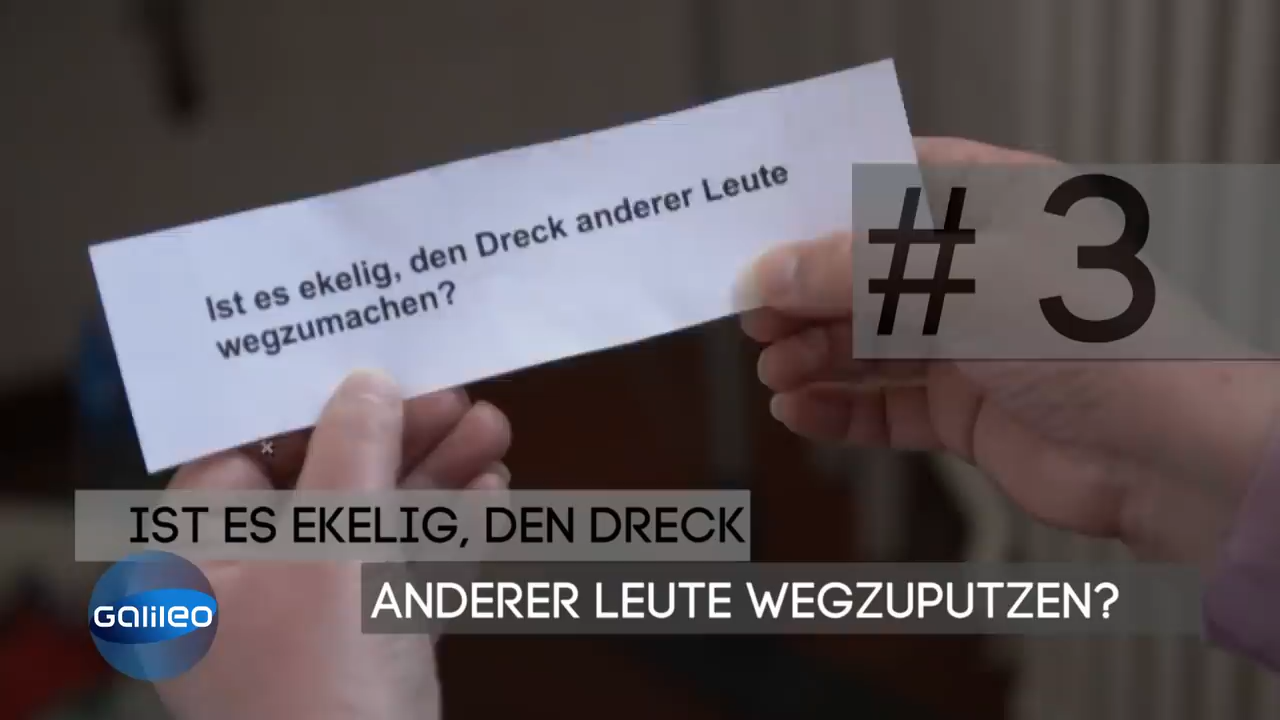 Ist es ekelig, den Dreck anderer Leute
wegzumachen?
# 3
IST ES EKELIG, DEN DRECK
ANDERER LEUTE WEGZUPUTZEN?
Galileo